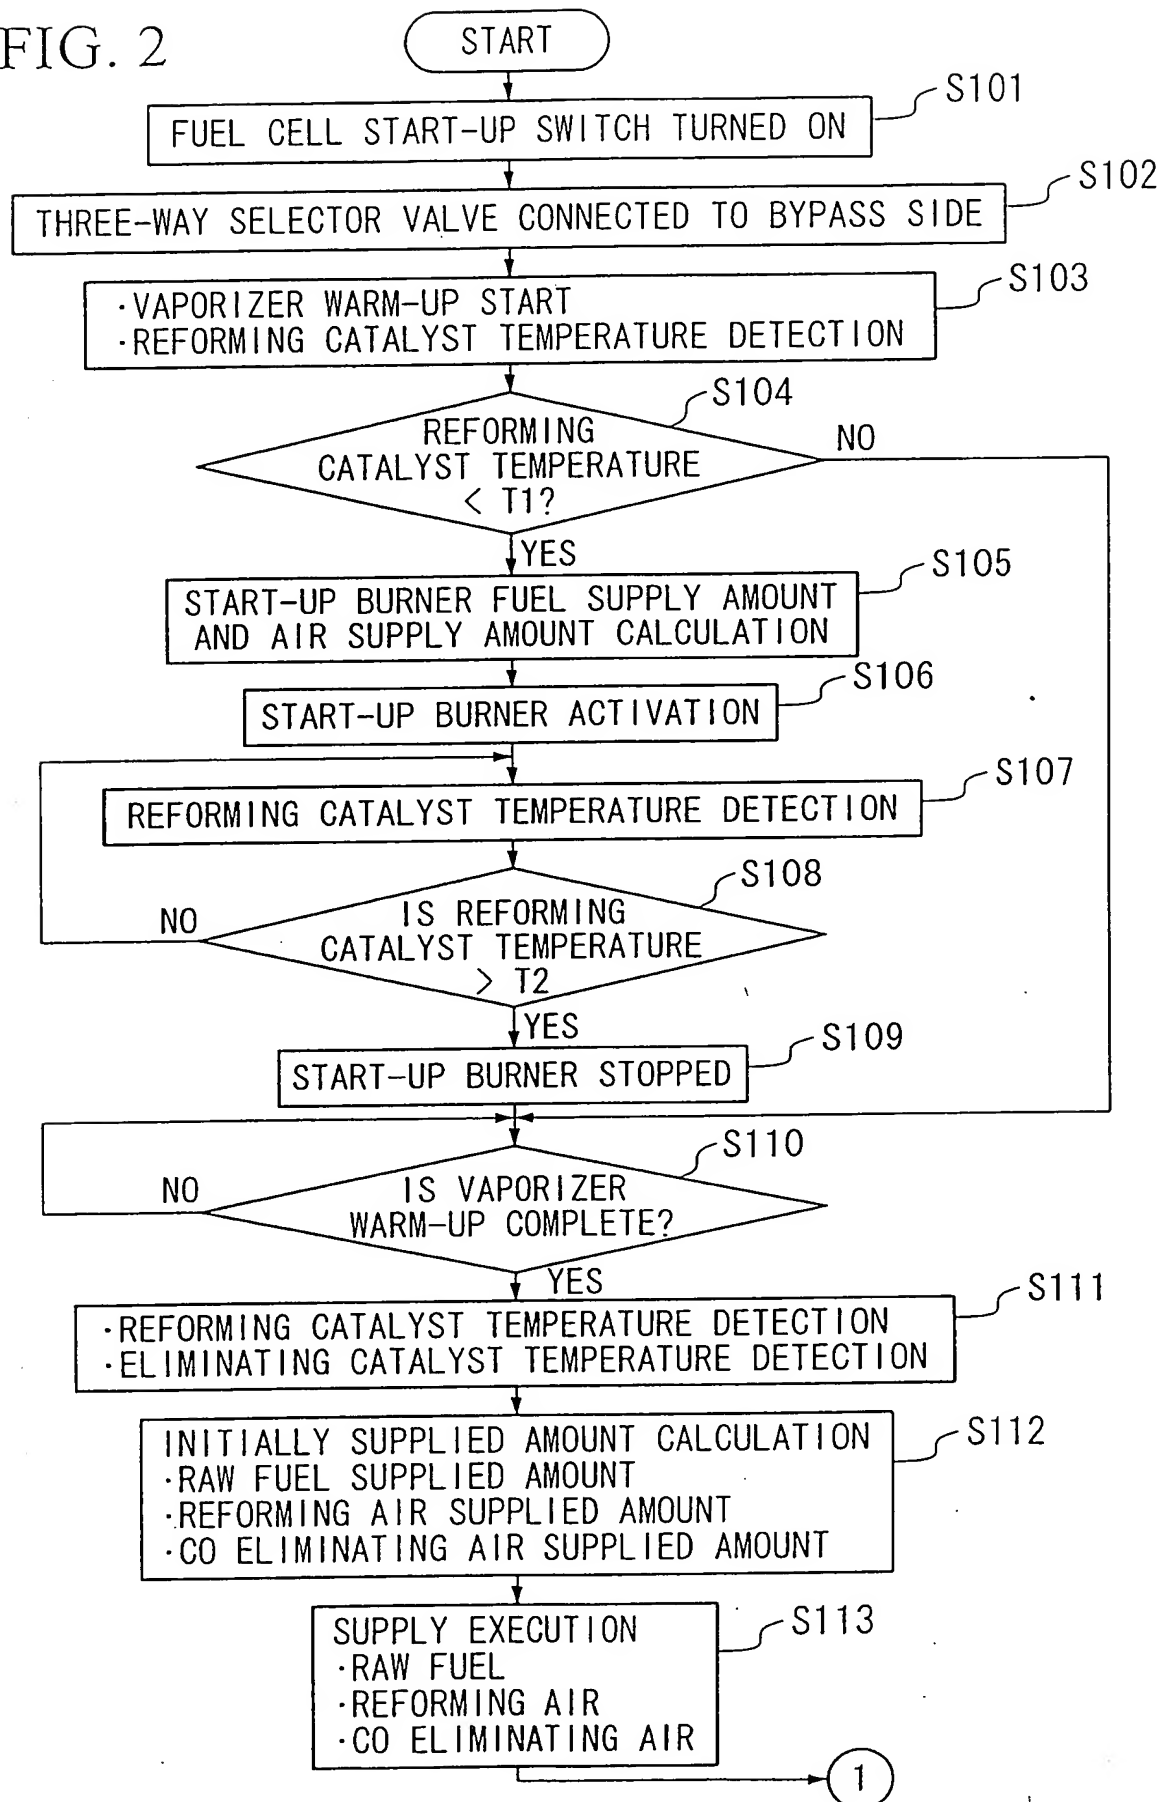 FIG. 2
START
S101
FUEL CELL START-UP SWITCH TURNED ON
S102
THREE-WAY SELECTOR VALVE CONNECTED TO BYPASS SIDE
S103
·VAPORIZER WARM-UP START
·REFORMING CATALYST TEMPERATURE DETECTION
S104
REFORMING
CATALYST TEMPERATURE
< T1?
NO
YES
S105
START-UP BURNER FUEL SUPPLY AMOUNT
AND AIR SUPPLY AMOUNT CALCULATION
S106
START-UP BURNER ACTIVATION
S107
REFORMING CATALYST TEMPERATURE DETECTION
S108
IS REFORMING
CATALYST TEMPERATURE
> T2
NO
YES
S109
START-UP BURNER STOPPED
S110
IS VAPORIZER
WARM-UP COMPLETE?
NO
YES
S111
·REFORMING CATALYST TEMPERATURE DETECTION
·ELIMINATING CATALYST TEMPERATURE DETECTION
S112
INITIALLY SUPPLIED AMOUNT CALCULATION
·RAW FUEL SUPPLIED AMOUNT
·REFORMING AIR SUPPLIED AMOUNT
·CO ELIMINATING AIR SUPPLIED AMOUNT
S113
SUPPLY EXECUTION
·RAW FUEL
·REFORMING AIR
·CO ELIMINATING AIR
1